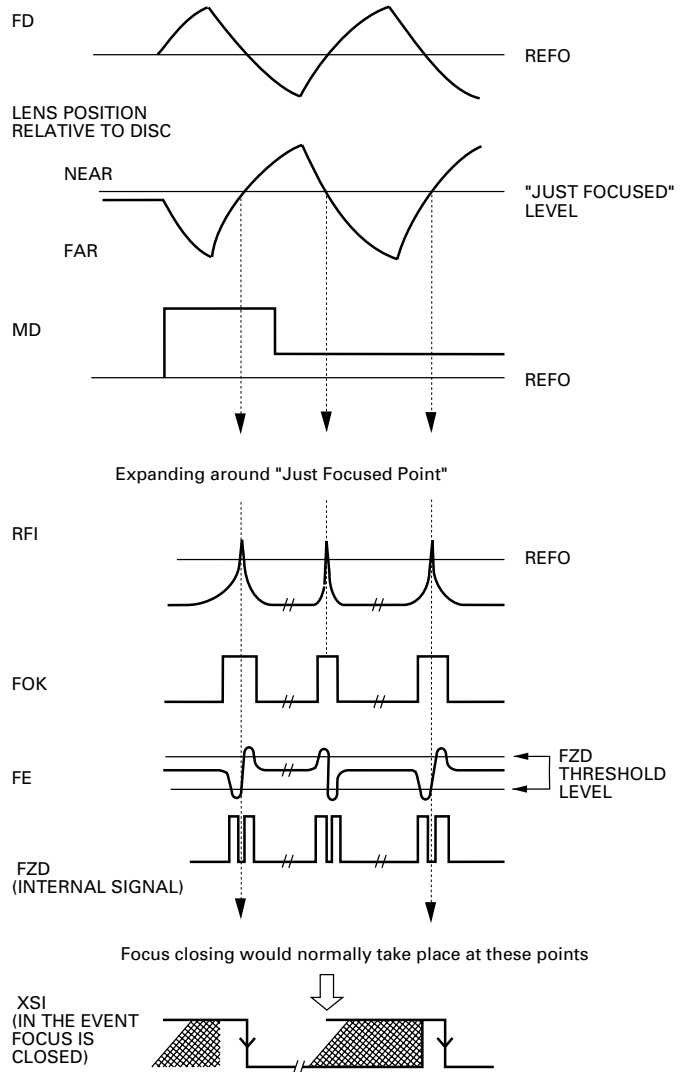 FD
REFO
LENS POSITION
RELATIVE TO DISC
NEAR
"JUST FOCUSED"
LEVEL
FAR
MD
REFO
Expanding around "Just Focused Point"
RFI
REFO
FOK
FE
FZD
THRESHOLD
LEVEL
FZD
(INTERNAL SIGNAL)
Focus closing would normally take place at these points
XSI
(IN THE EVENT
FOCUS IS
CLOSED)